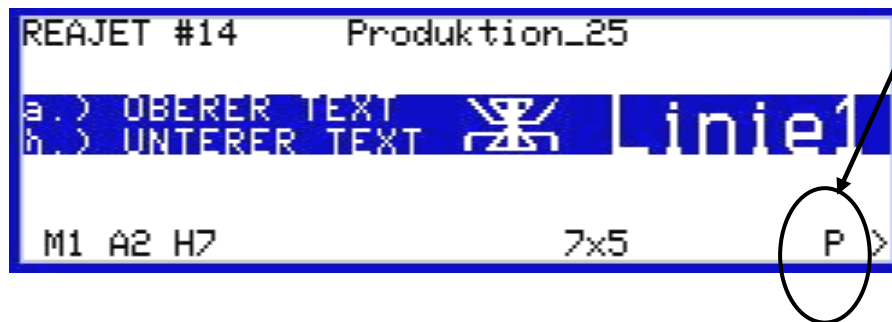 REAJET #14 Produktion_25
a.) OBERER TEXT
b.) UNTERER TEXT
Linie1
M1 A2 H7 7x5 P >